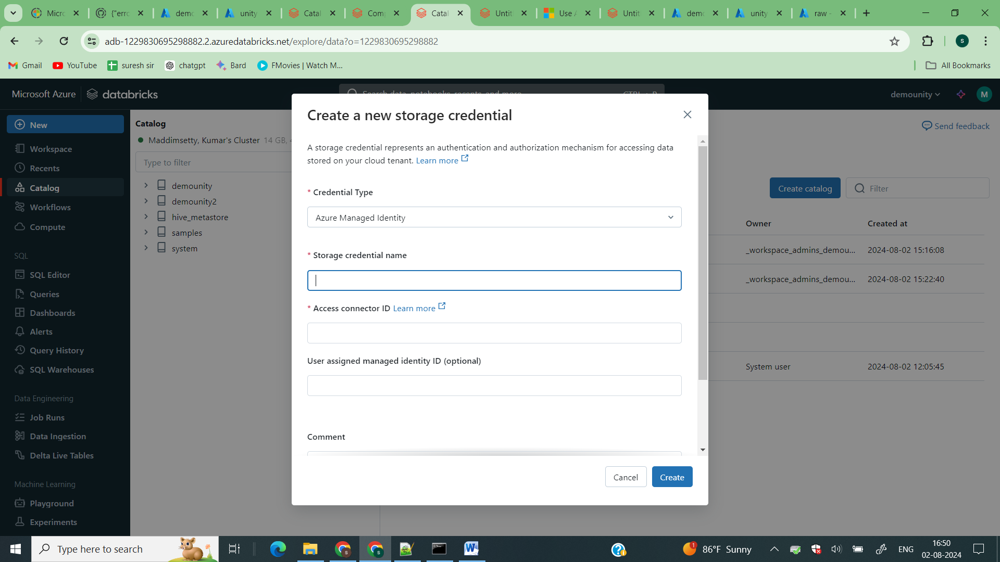 Micro
{"erro
demo
unity
Catal
Comp
Catal
Untit
Use A
Untit
demo
unity
raw -
adb-1229830695298882.2.azuredatabricks.net/explore/data?o=1229830695298882
S
Gmail
YouTube
suresh sir
chatgpt
Bard
FMovies | Watch M...
All Bookmarks
Microsoft Azure
databricks
Search data, notebooks, recents, and more...
CTRL + P
demounity
M
New
Workspace
Recents
Catalog
Workflows
Compute
SQL
SQL Editor
Queries
Dashboards
Alerts
Query History
SQL Warehouses
Data Engineering
Job Runs
Data Ingestion
Delta Live Tables
Machine Learning
Playground
Experiments
Catalog
Maddimsetty, Kumar's Cluster 14 GB,
Type to filter
demounity
demounity2
hive_metastore
samples
system
Create a new storage credential
A storage credential represents an authentication and authorization mechanism for accessing data
stored on your cloud tenant. Learn more
* Credential Type
Azure Managed Identity
* Storage credential name
* Access connector ID Learn more
User assigned managed identity ID (optional)
Comment
Cancel
Create
Send feedback
Create catalog
Filter
Owner
Created at
_workspace_admins_demou...
2024-08-02 15:16:08
_workspace_admins_demou...
2024-08-02 15:22:40
System user
2024-08-02 12:05:45
Type here to search
1
86°F Sunny
ENG
16:50
02-08-2024